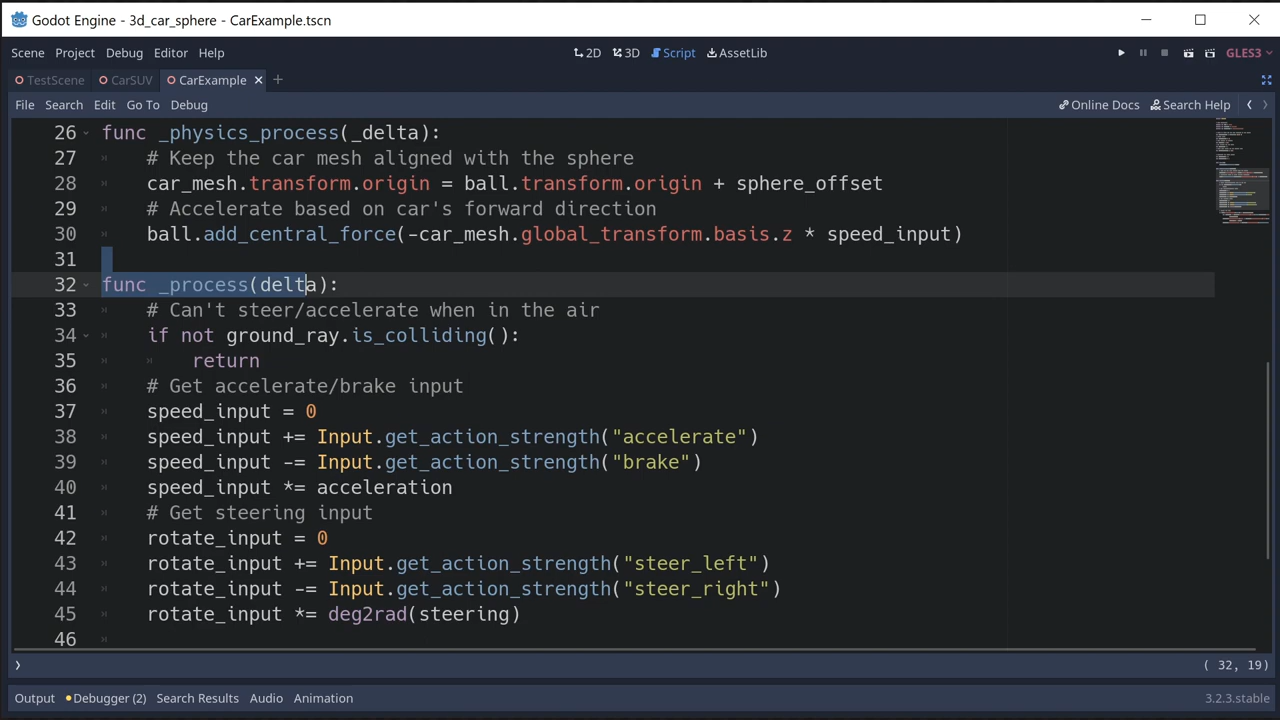 Godot Engine - 3d_car_sphere - CarExample.tscn
Scene Project Debug Editor Help 2D 3D Script AssetLib GLES3
TestScene CarSUV CarExample
File Search Edit Go To Debug Online Docs Search Help
26 func _physics_process(_delta):
27 # Keep the car mesh aligned with the sphere
28 car_mesh.transform.origin = ball.transform.origin + sphere_offset
29 # Accelerate based on car's forward direction
30 ball.add_central_force(-car_mesh.global_transform.basis.z * speed_input)
31
32 func _process(delta):
33 # Can't steer/accelerate when in the air
34 if not ground_ray.is_colliding():
35 return
36 # Get accelerate/brake input
37 speed_input = 0
38 speed_input += Input.get_action_strength("accelerate")
39 speed_input -= Input.get_action_strength("brake")
40 speed_input *= acceleration
41 # Get steering input
42 rotate_input = 0
43 rotate_input += Input.get_action_strength("steer_left")
44 rotate_input -= Input.get_action_strength("steer_right")
45 rotate_input *= deg2rad(steering)
46
( 32, 19)
Output Debugger (2) Search Results Audio Animation 3.2.3.stable